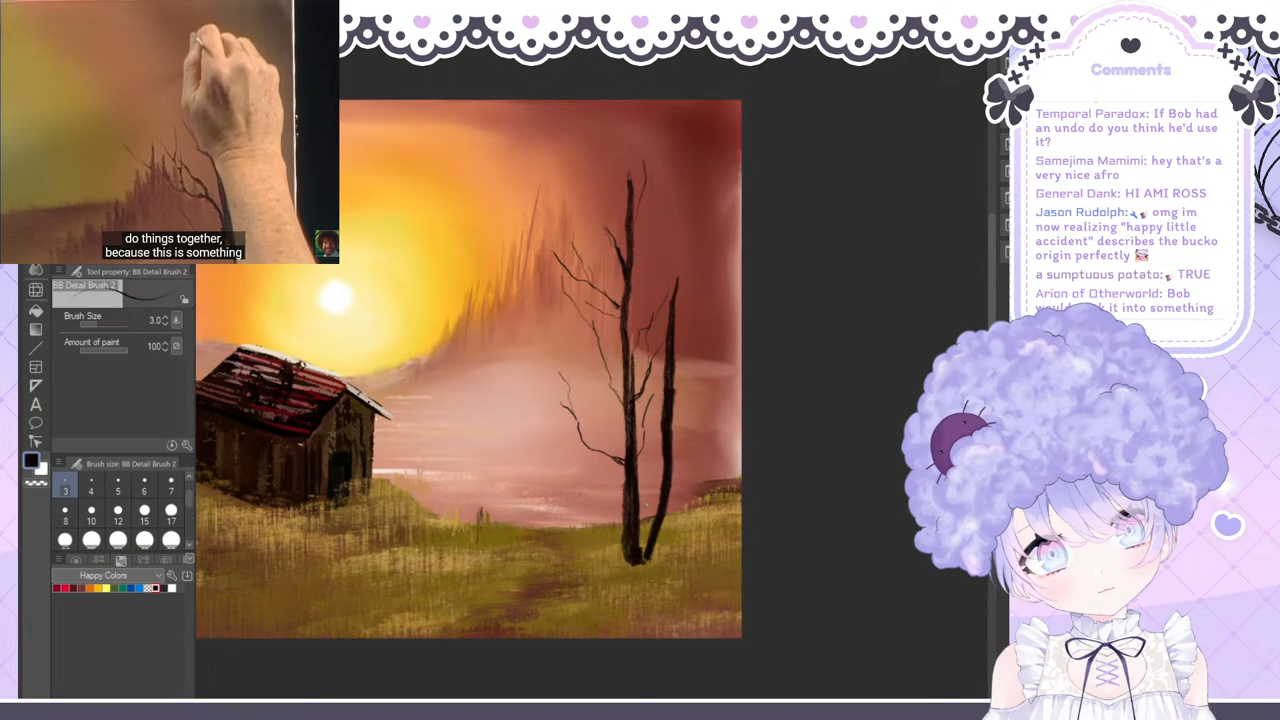 do things together,
because this is something
Tool property: BB Detail Brush 2
BB Detail Brush 2
Brush Size
3.0
Amount of paint
100
Brush size: BB Detail Brush 2
3 4 5 6 7
8 10 12 15 17
Happy Colors
A
Comments
Temporal Paradox: If Bob had
an undo do you think he'd use
it?
Samejima Mamimi: hey that's a
very nice afro
General Dank: HI AMI ROSS
Jason Rudolph: omg im
now realizing "happy little
accident" describes the bucko
origin perfectly
a sumptuous potato: TRUE
Arion of Otherworld: Bob
it into something